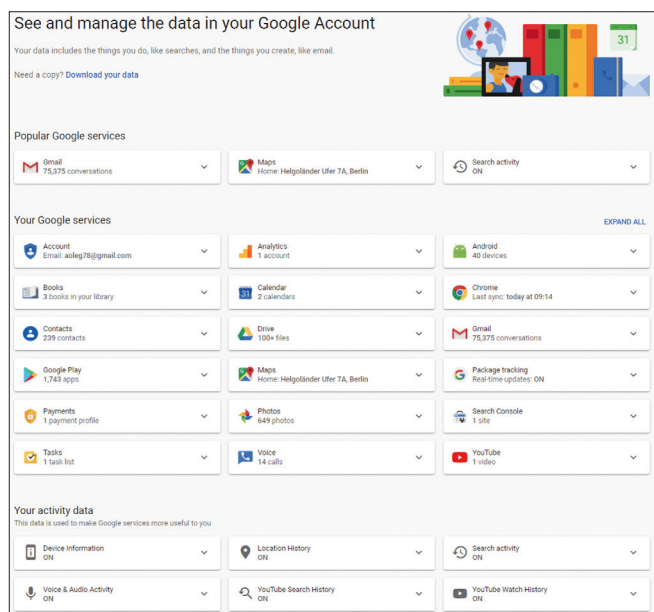 See and manage the data in your Google Account
Your data includes the things you do, like searches, and the things you create, like email.
Need a copy? Download your data
31
Popular Google services
Gmail
75,375 conversations
Maps
Home: Helgoländer Ufer 7A, Berlin
Search activity
ON
Your Google services
EXPAND ALL
Account
Email: aoleg78@gmail.com
Analytics
1 account
Android
40 devices
Books
3 books in your library
31
Calendar
2 calendars
Chrome
Last sync: today at 09:14
Contacts
239 contacts
Drive
100+ files
Gmail
75,375 conversations
Google Play
1,743 apps
Maps
Home: Helgoländer Ufer 7A, Berlin
Package tracking
Real-time updates: ON
Payments
1 payment profile
Photos
649 photos
Search Console
1 site
Tasks
1 task list
Voice
14 calls
YouTube
1 video
Your activity data
This data is used to make Google services more useful to you
Device Information
ON
Location History
ON
Search activity
ON
Voice & Audio Activity
ON
YouTube Search History
ON
YouTube Watch History
ON